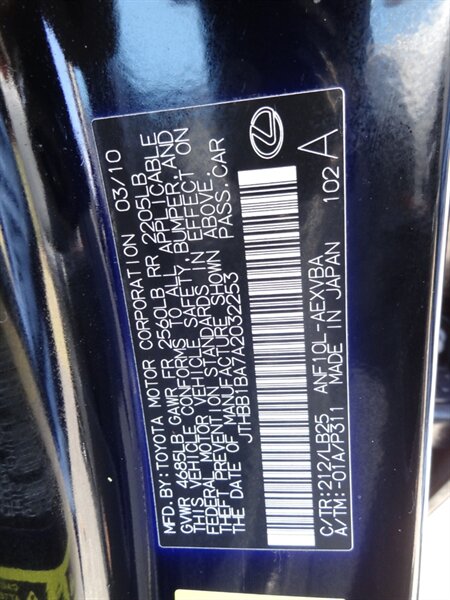 MFD. BY: TOYOTA MOTOR CORPORATION 03/10
GVWR 4685LB GAWR FR 2560LB RR 2205LB
THIS VEHICLE CONFORMS TO ALL APPLICABLE
FEDERAL MOTOR VEHICLE SAFETY, BUMPER, AND
THEFT PREVENTION STANDARDS IN EFFECT ON
THE DATE OF MANUFACTURE SHOWN ABOVE.
JTHBB1BA7A2032253 PASS. CAR
C/TR: 212/LB25 ANF10L-AEXVBA 102
A/TM: -01A/P311 MADE IN JAPAN A